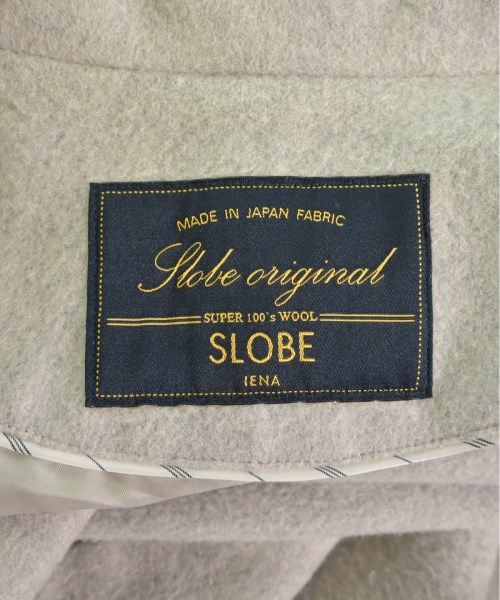 MADE IN JAPAN FABRIC
Slobe original
SUPER 100's WOOL
SLOBE
IENA